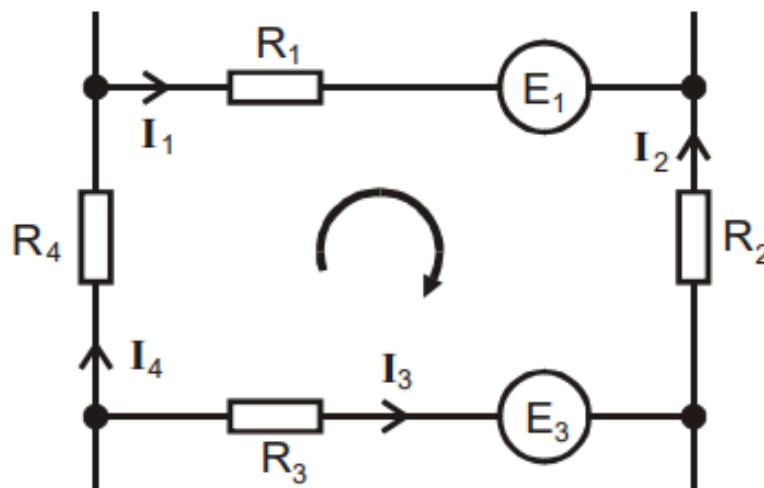 R₁
E₁
I₁
I₂
R₄
R₂
I₄
I₃
R₃
E₃